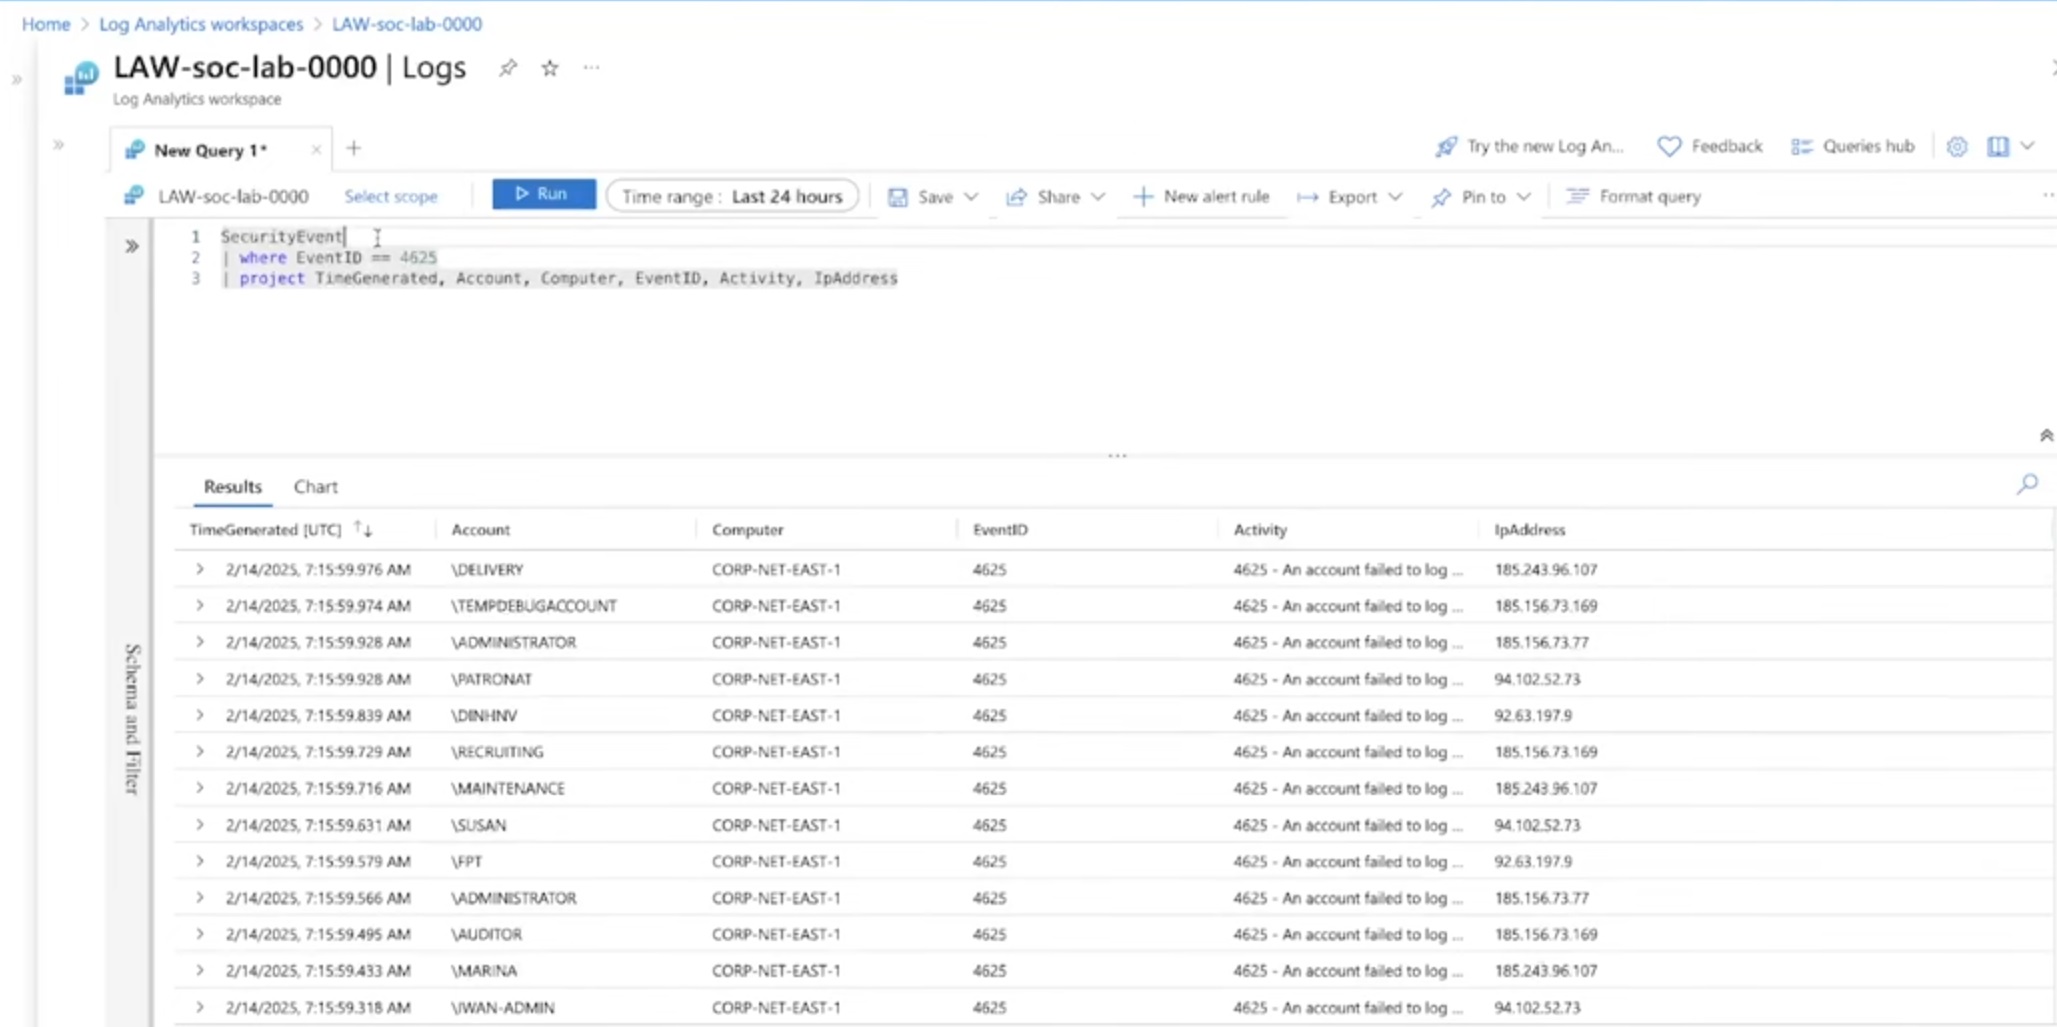 Home > Log Analytics workspaces > LAW-soc-lab-0000
LAW-soc-lab-0000 | Logs
Log Analytics workspace
New Query 1*
Try the new Log An... Feedback Queries hub
LAW-soc-lab-0000 Select scope Run Time range : Last 24 hours Save Share New alert rule Export Pin to Format query
1 SecurityEvent
2 | where EventID == 4625
3 | project TimeGenerated, Account, Computer, EventID, Activity, IpAddress
Schema and Filter
Results Chart
TimeGenerated [UTC] Account Computer EventID Activity IpAddress
2/14/2025, 7:15:59.976 AM \DELIVERY CORP-NET-EAST-1 4625 4625 - An account failed to log ... 185.243.96.107
2/14/2025, 7:15:59.974 AM \TEMPDEBUGACCOUNT CORP-NET-EAST-1 4625 4625 - An account failed to log ... 185.156.73.169
2/14/2025, 7:15:59.928 AM \ADMINISTRATOR CORP-NET-EAST-1 4625 4625 - An account failed to log ... 185.156.73.77
2/14/2025, 7:15:59.928 AM \PATRONAT CORP-NET-EAST-1 4625 4625 - An account failed to log ... 94.102.52.73
2/14/2025, 7:15:59.839 AM \DINHNV CORP-NET-EAST-1 4625 4625 - An account failed to log ... 92.63.197.9
2/14/2025, 7:15:59.729 AM \RECRUITING CORP-NET-EAST-1 4625 4625 - An account failed to log ... 185.156.73.169
2/14/2025, 7:15:59.716 AM \MAINTENANCE CORP-NET-EAST-1 4625 4625 - An account failed to log ... 185.243.96.107
2/14/2025, 7:15:59.631 AM \SUSAN CORP-NET-EAST-1 4625 4625 - An account failed to log ... 94.102.52.73
2/14/2025, 7:15:59.579 AM \FPT CORP-NET-EAST-1 4625 4625 - An account failed to log ... 92.63.197.9
2/14/2025, 7:15:59.566 AM \ADMINISTRATOR CORP-NET-EAST-1 4625 4625 - An account failed to log ... 185.156.73.77
2/14/2025, 7:15:59.495 AM \AUDITOR CORP-NET-EAST-1 4625 4625 - An account failed to log ... 185.156.73.169
2/14/2025, 7:15:59.433 AM \MARINA CORP-NET-EAST-1 4625 4625 - An account failed to log ... 185.243.96.107
2/14/2025, 7:15:59.318 AM \IWAN-ADMIN CORP-NET-EAST-1 4625 4625 - An account failed to log ... 94.102.52.73